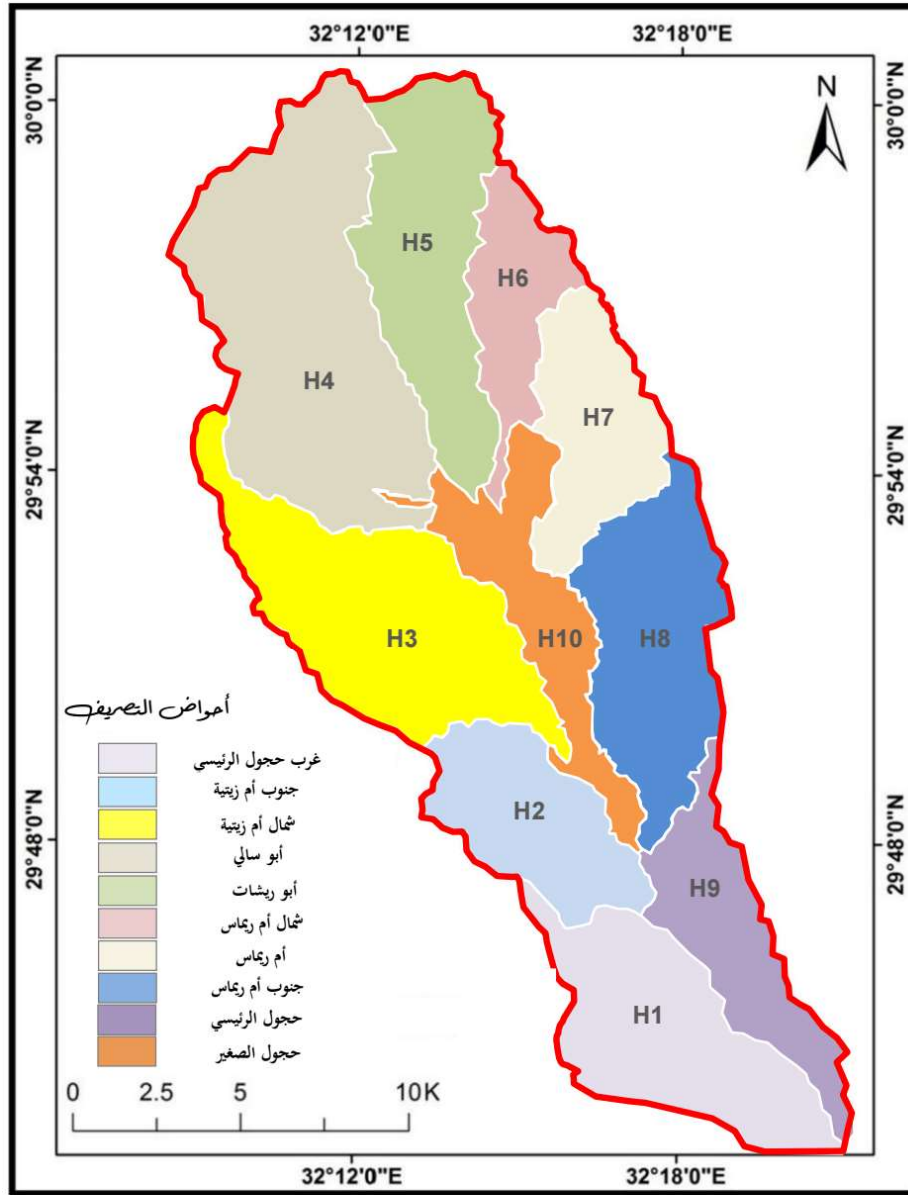 32°12'0"E 32°18'0"E
30°0'0"N 30°0'0"N
N
H5
H6
H4
H7
29°54'0"N 29°54'0"N
H3 H10 H8
أحواض التصريف
غرب حجول الرئيسي
جنوب أم زيتية
شمال أم زيتية
أبو سالي
أبو ريشات
شمال أم ريماس
أم ريماس
جنوب أم ريماس
حجول الرئيسي
حجول الصغير
H2
29°48'0"N 29°48'0"N
H9
H1
0 2.5 5 10K
32°12'0"E 32°18'0"E